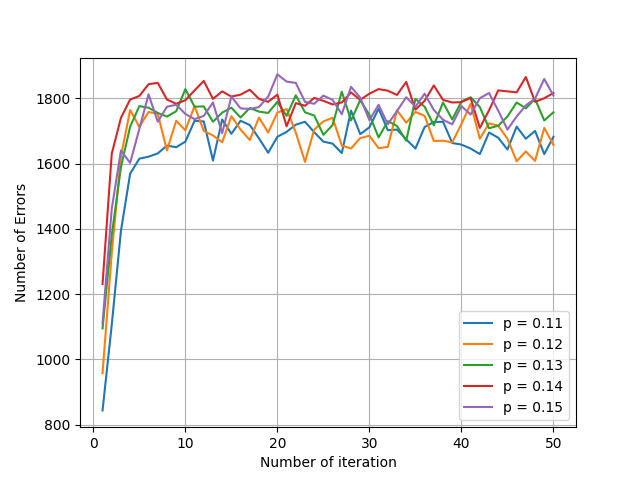 1800
1600
1400
1200
1000
800
0
10
20
30
40
50
Number of Errors
Number of iteration
p = 0.11
p = 0.12
p = 0.13
p = 0.14
p = 0.15